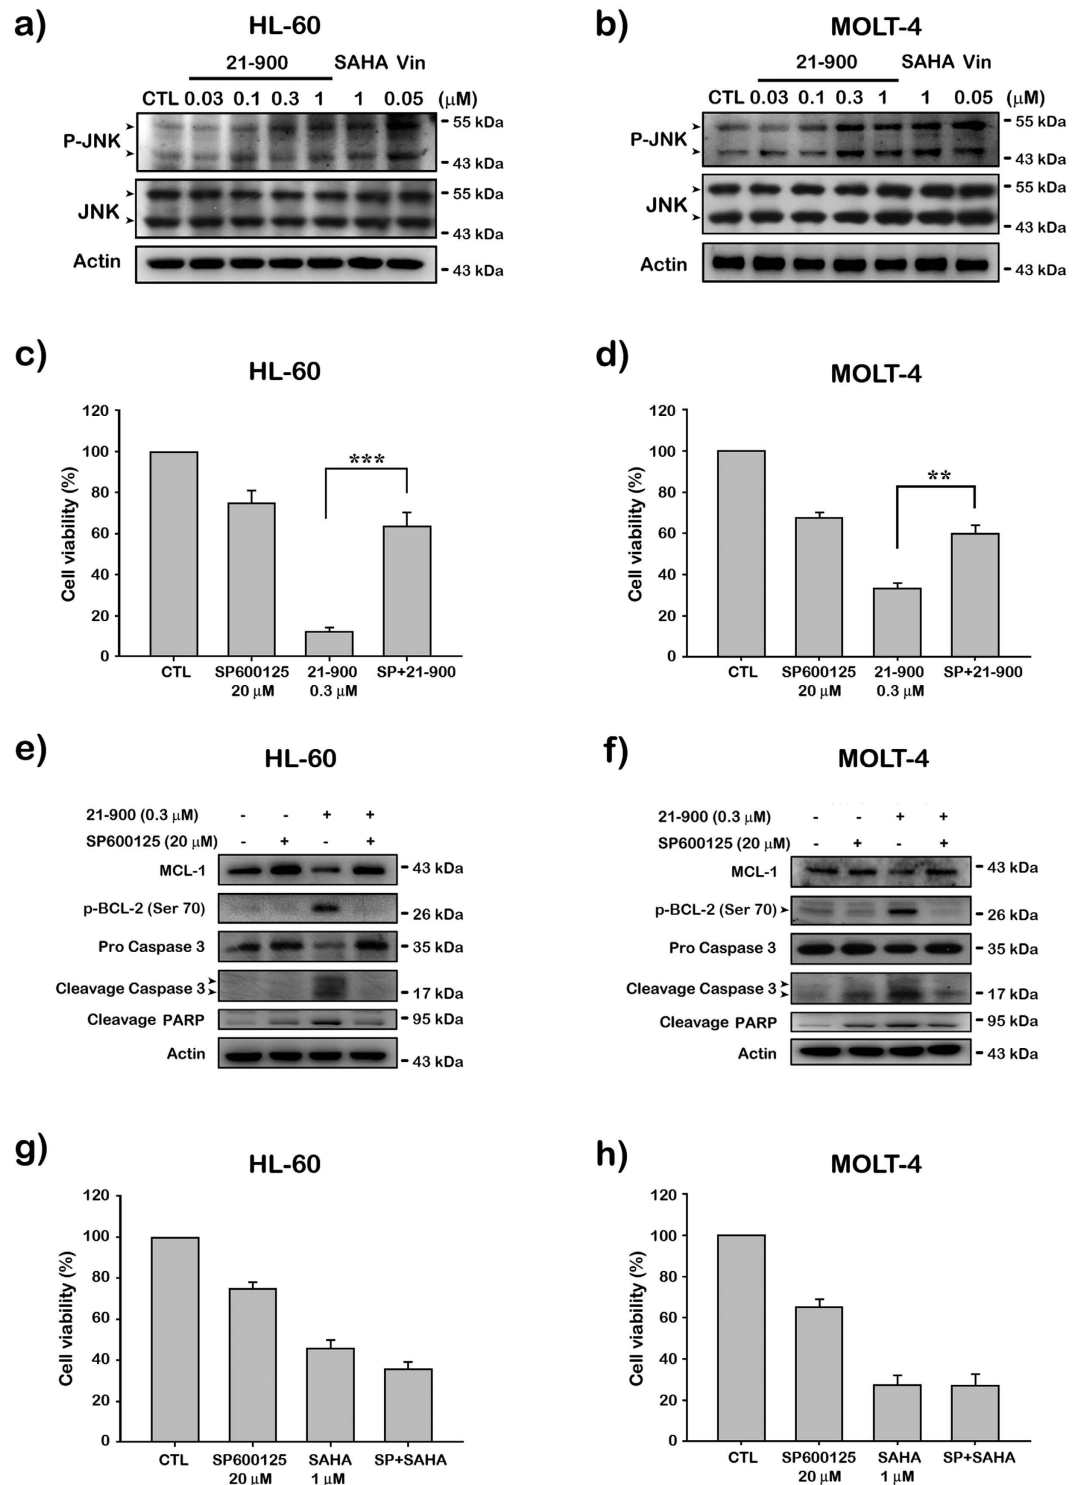 a)
HL-60
21-900 SAHA Vin
CTL 0.03 0.1 0.3 1 1 0.05 (μM)
P-JNK
55 kDa
43 kDa
JNK
55 kDa
43 kDa
Actin
43 kDa
b)
MOLT-4
21-900 SAHA Vin
CTL 0.03 0.1 0.3 1 1 0.05 (μM)
P-JNK
55 kDa
43 kDa
JNK
55 kDa
43 kDa
Actin
43 kDa
c)
HL-60
Cell viability (%)
120
100
80
60
40
20
0
***
CTL SP600125 21-900 SP+21-900
20 μM 0.3 μM
d)
MOLT-4
Cell viability (%)
120
100
80
60
40
20
0
**
CTL SP600125 21-900 SP+21-900
20 μM 0.3 μM
e)
HL-60
21-900 (0.3 μM) - - + +
SP600125 (20 μM) - + - +
MCL-1 43 kDa
p-BCL-2 (Ser 70) 26 kDa
Pro Caspase 3 35 kDa
Cleavage Caspase 3 17 kDa
Cleavage PARP 95 kDa
Actin 43 kDa
f)
MOLT-4
21-900 (0.3 μM) - - + +
SP600125 (20 μM) - + - +
MCL-1 43 kDa
p-BCL-2 (Ser 70) 26 kDa
Pro Caspase 3 35 kDa
Cleavage Caspase 3 17 kDa
Cleavage PARP 95 kDa
Actin 43 kDa
g)
HL-60
Cell viability (%)
120
100
80
60
40
20
0
CTL SP600125 SAHA SP+SAHA
20 μM 1 μM
h)
MOLT-4
Cell viability (%)
120
100
80
60
40
20
0
CTL SP600125 SAHA SP+SAHA
20 μM 1 μM